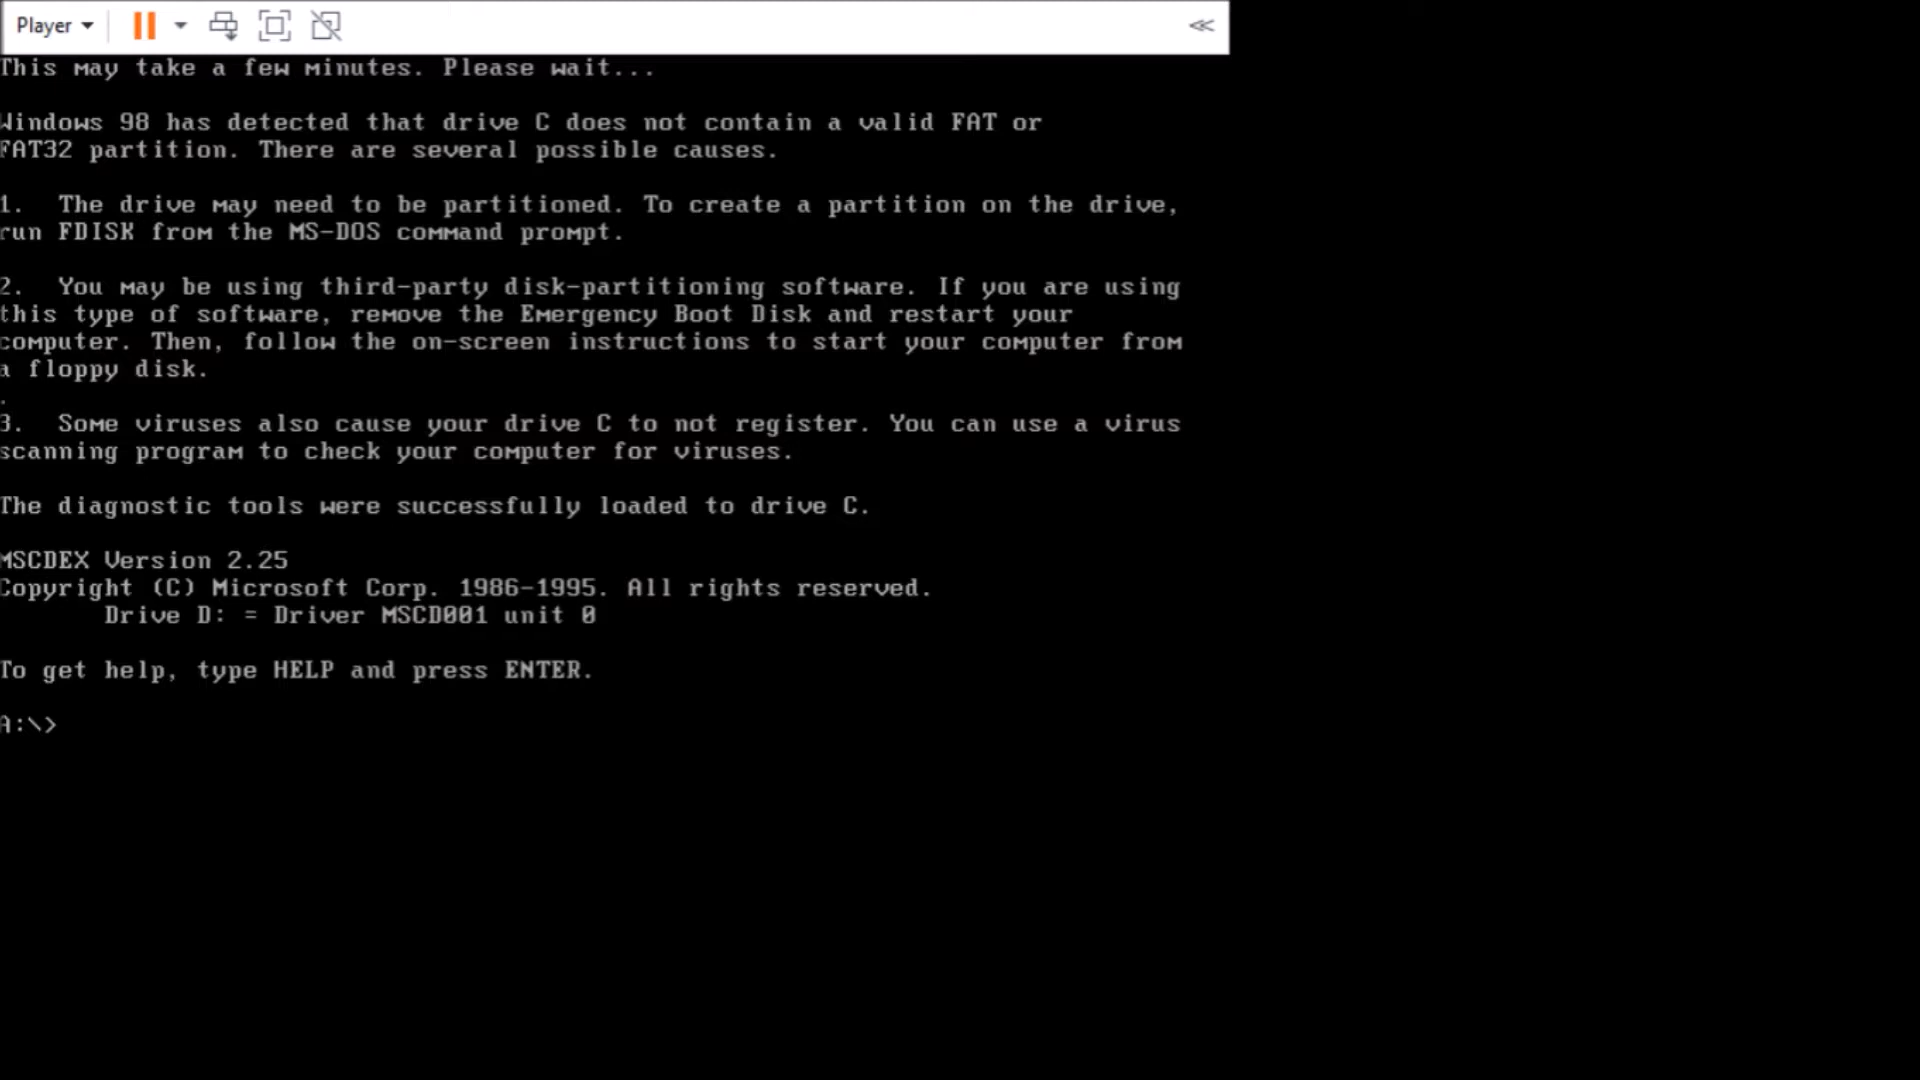 Player
This may take a few minutes. Please wait...
Windows 98 has detected that drive C does not contain a valid FAT or
FAT32 partition. There are several possible causes.
1.  The drive may need to be partitioned. To create a partition on the drive,
run FDISK from the MS-DOS command prompt.
2.  You may be using third-party disk-partitioning software. If you are using
this type of software, remove the Emergency Boot Disk and restart your
computer. Then, follow the on-screen instructions to start your computer from
a floppy disk.
.
3.  Some viruses also cause your drive C to not register. You can use a virus
scanning program to check your computer for viruses.
The diagnostic tools were successfully loaded to drive C.
MSCDEX Version 2.25
Copyright (C) Microsoft Corp. 1986-1995. All rights reserved.
       Drive D: = Driver MSCD001 unit 0
To get help, type HELP and press ENTER.
A:\>